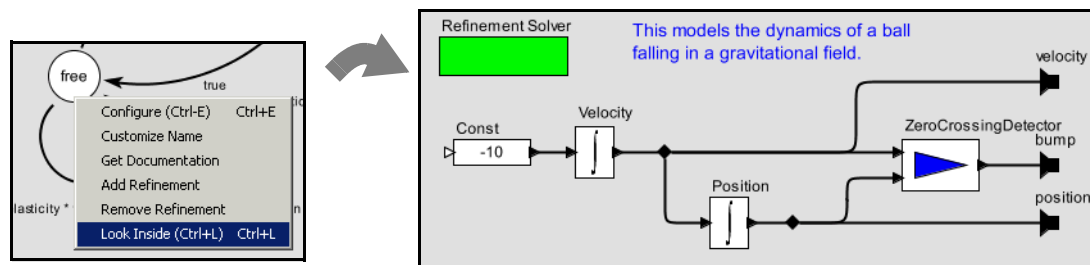 free
true
Configure (Ctrl-E) Ctrl+E
Customize Name
Get Documentation
Add Refinement
Remove Refinement
lasticity *
n
Look Inside (Ctrl+L) Ctrl+L
Refinement Solver
This models the dynamics of a ball
falling in a gravitational field.
velocity
Velocity
Const
-10
ZeroCrossingDetector
bump
Position
position